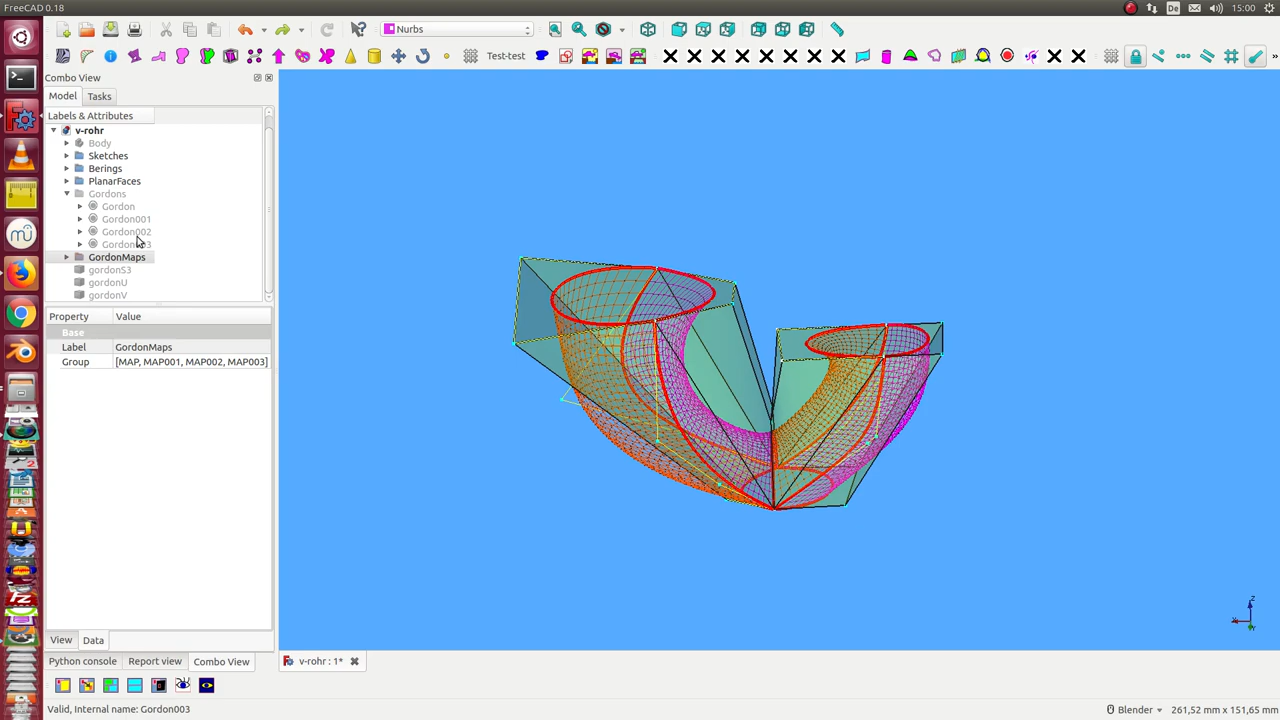 FreeCAD 0.18
De
15:00
Nurbs
Test-test
»
Combo View
Model
Tasks
Labels & Attributes
v-rohr
Body
Sketches
Berings
PlanarFaces
Gordons
Gordon
Gordon001
Gordon002
GordonMaps
gordonS3
gordonU
gordonV
Property
Value
Base
Label
GordonMaps
Group
[MAP, MAP001, MAP002, MAP003]
View
Data
Python console
Report view
Combo View
v-rohr : 1*
Valid, Internal name: Gordon003
Blender
261,52 mm x 151,65 mm